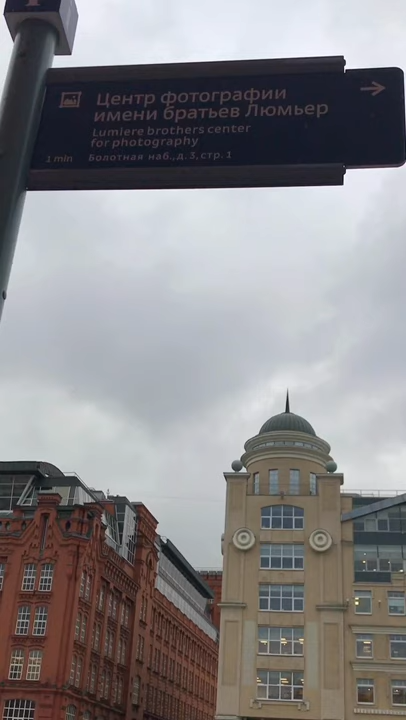 Центр фотографии
имени братьев Люмьер
Lumiere brothers center
for photography
1 min Болотная наб., д. 3, стр. 1